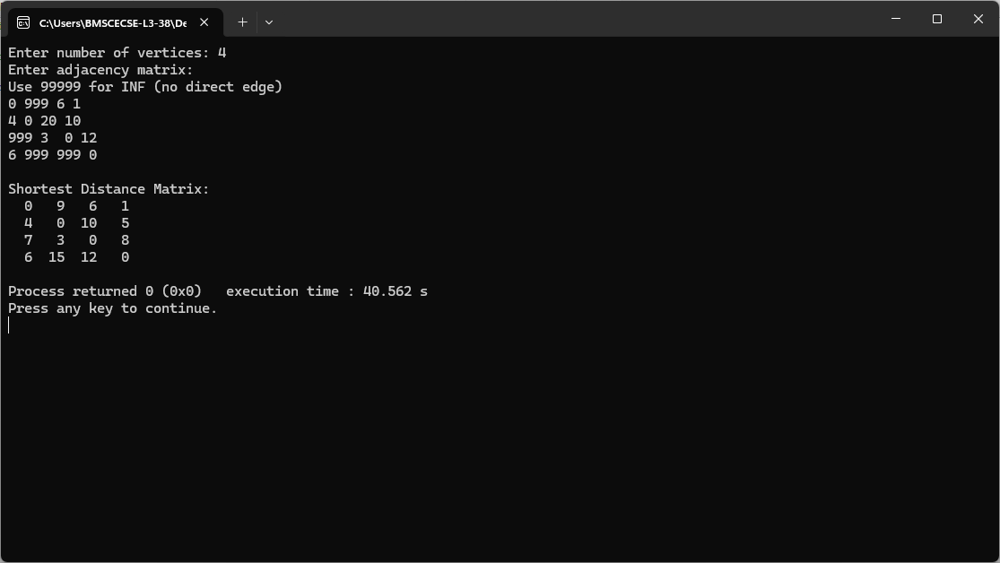 C:\Users\BMSCECSE-L3-38\De
Enter number of vertices: 4
Enter adjacency matrix:
Use 99999 for INF (no direct edge)
0 999 6 1
4 0 20 10
999 3  0 12
6 999 999 0

Shortest Distance Matrix:
  0   9   6   1
  4   0  10   5
  7   3   0   8
  6  15  12   0

Process returned 0 (0x0)   execution time : 40.562 s
Press any key to continue.